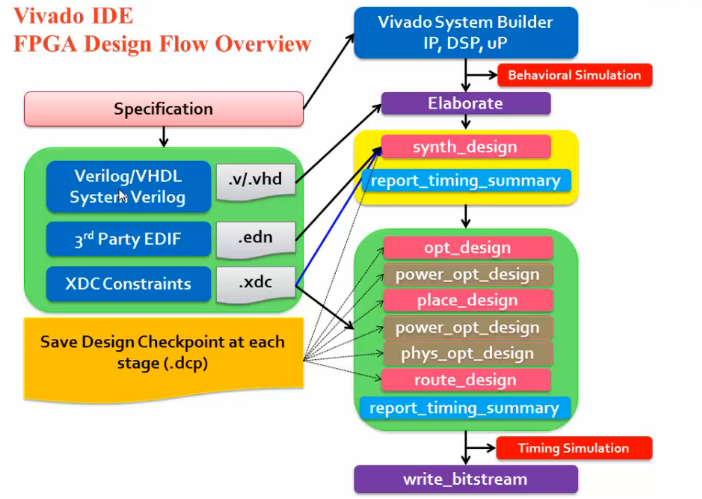 Vivado IDE
FPGA Design Flow Overview
Vivado System Builder
IP, DSP, uP
Behavioral Simulation
Specification
Elaborate
synth_design
report_timing_summary
Verilog/VHDL
System Verilog
.v/.vhd
3rd Party EDIF
.edn
XDC Constraints
.xdc
opt_design
power_opt_design
place_design
power_opt_design
phys_opt_design
route_design
report_timing_summary
Save Design Checkpoint at each
stage (.dcp)
Timing Simulation
write_bitstream